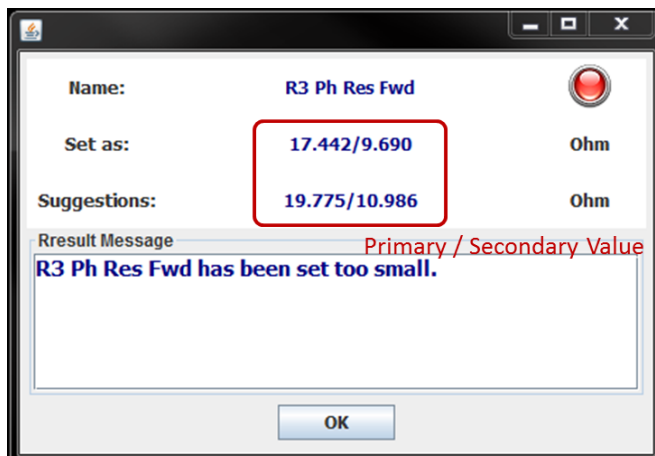 Name: R3 Ph Res Fwd
Set as: 17.442/9.690 Ohm
Suggestions: 19.775/10.986 Ohm
Rresult Message
Primary / Secondary Value
R3 Ph Res Fwd has been set too small.
OK